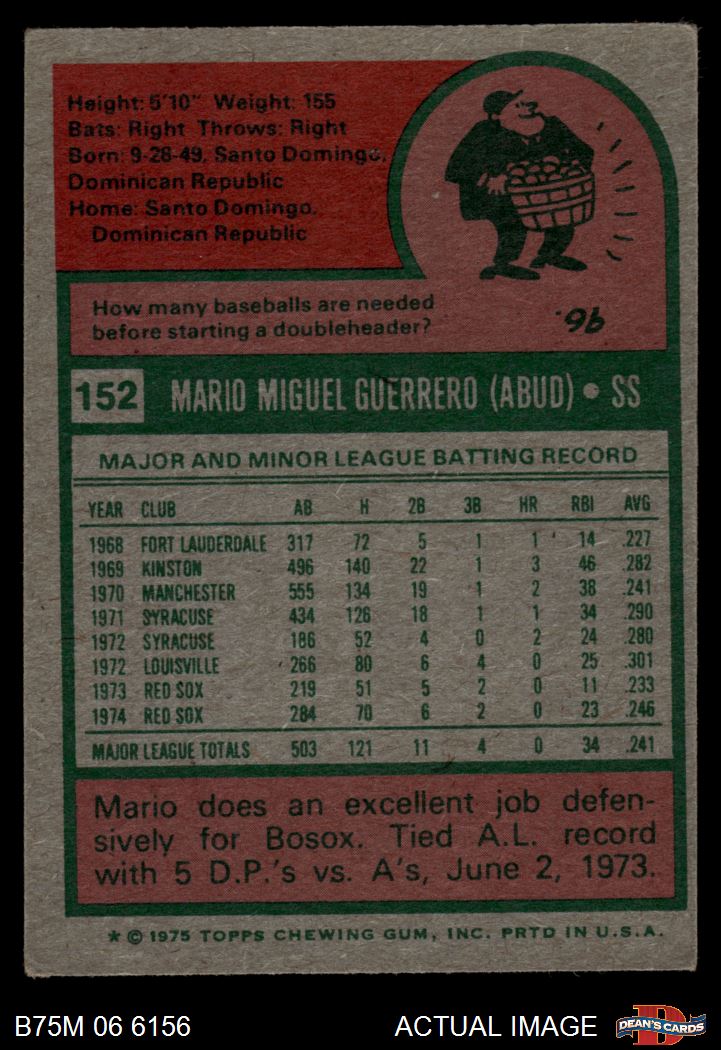 Height: 5'10" Weight: 155
Bats: Right Throws: Right
Born: 9-28-49, Santo Domingo,
Dominican Republic
Home: Santo Domingo,
Dominican Republic
How many baseballs are needed
before starting a doubleheader?
96.
152 MARIO MIGUEL GUERRERO (ABUD) • SS
MAJOR AND MINOR LEAGUE BATTING RECORD
YEAR CLUB AB H 2B 3B HR RBI AVG
1968 FORT LAUDERDALE 317 72 5 1 1 14 .227
1969 KINSTON 496 140 22 1 3 46 .282
1970 MANCHESTER 555 134 19 1 2 38 .241
1971 SYRACUSE 434 126 18 1 1 34 .290
1972 SYRACUSE 186 52 4 0 2 24 .280
1972 LOUISVILLE 266 80 6 4 0 25 .301
1973 RED SOX 219 51 5 2 0 11 .233
1974 RED SOX 284 70 6 2 0 23 .246
MAJOR LEAGUE TOTALS 503 121 11 4 0 34 .241
Mario does an excellent job defen-
sively for Bosox. Tied A.L. record
with 5 D.P.'s vs. A's, June 2, 1973.
* © 1975 TOPPS CHEWING GUM, INC. PRTD IN U.S.A.
B75M 06 6156 ACTUAL IMAGE D DEAN'S CARDS